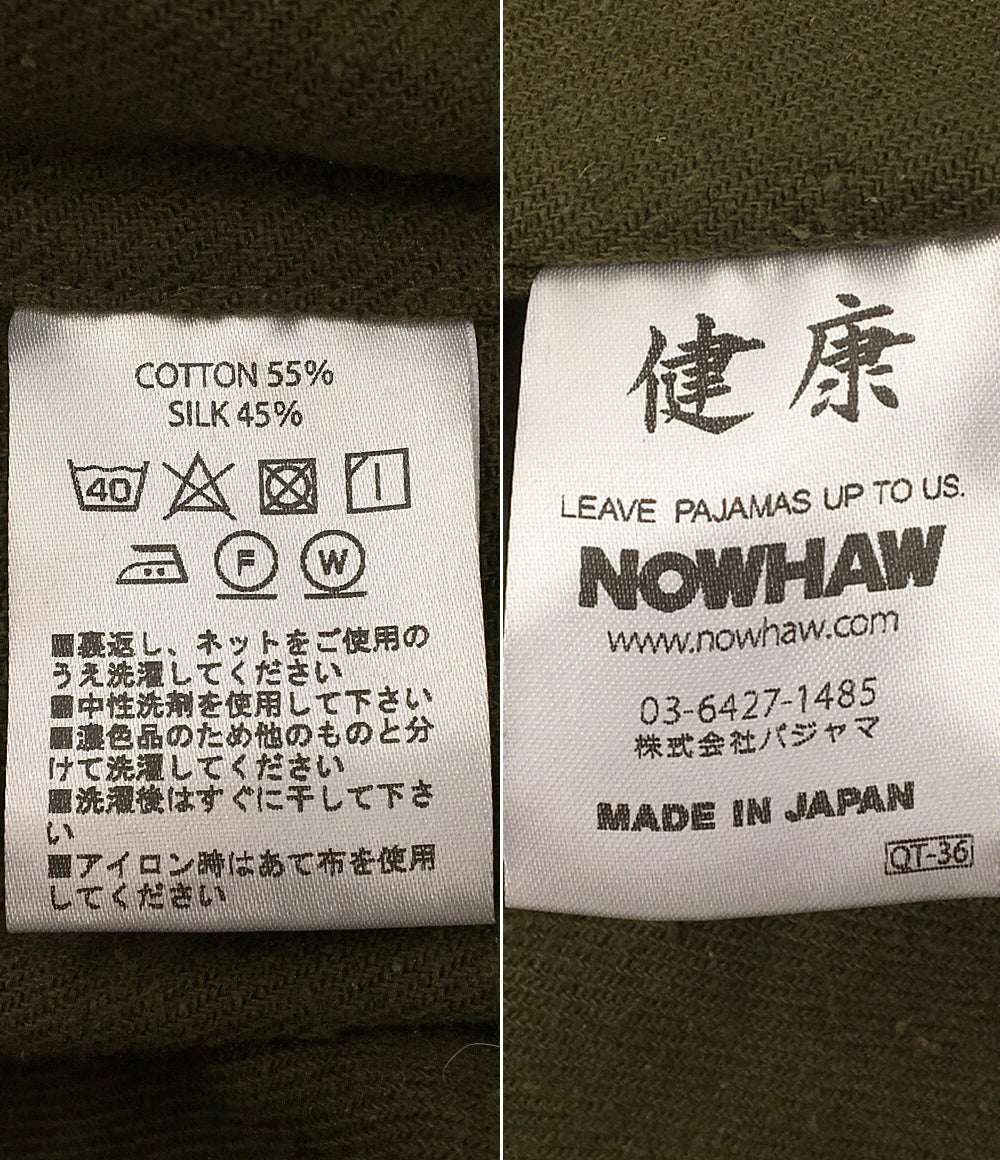 COTTON 55%
SILK 45%
40
F W
■裏返し、ネットをご使用の
うえ洗濯してください
■中性洗剤を使用して下さい
■濃色品のため他のものと分
けて洗濯してください
■洗濯後はすぐに干して下さ
い
■アイロン時はあて布を使用
してください
健康
LEAVE PAJAMAS UP TO US.
NOWHAW
www.nowhaw.com
03-6427-1485
株式会社パジャマ
MADE IN JAPAN
QT-36